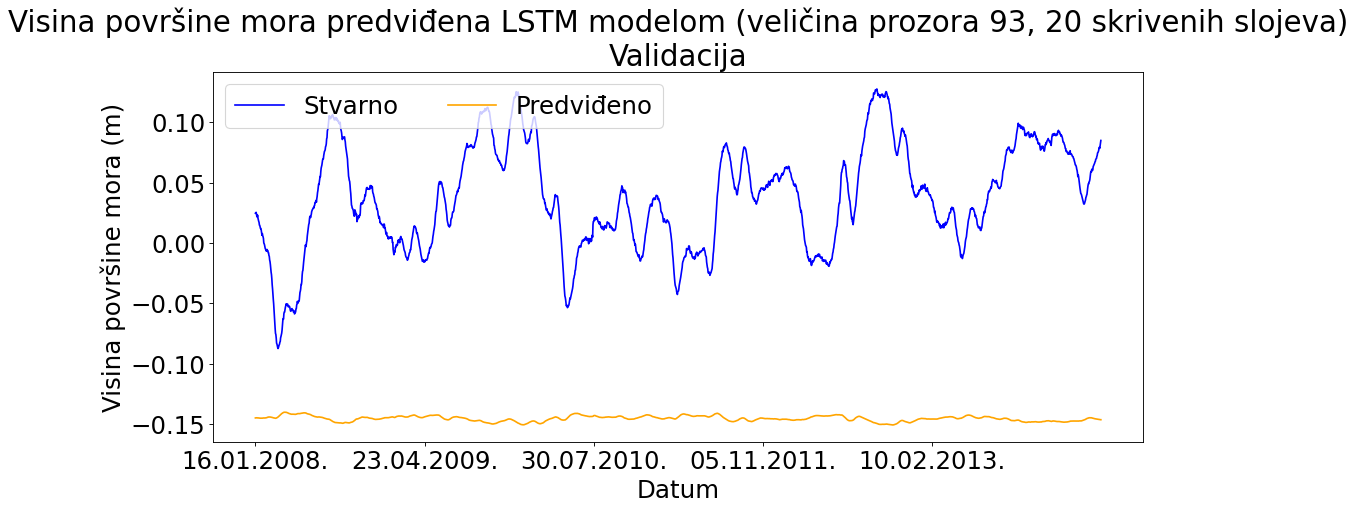 Visina površine mora predviđena LSTM modelom (veličina prozora 93, 20 skrivenih slojeva)
Validacija
Stvarno
Predviđeno
Visina površine mora (m)
0.10
0.05
0.00
−0.05
−0.10
−0.15
16.01.2008.
23.04.2009.
30.07.2010.
05.11.2011.
10.02.2013.
Datum